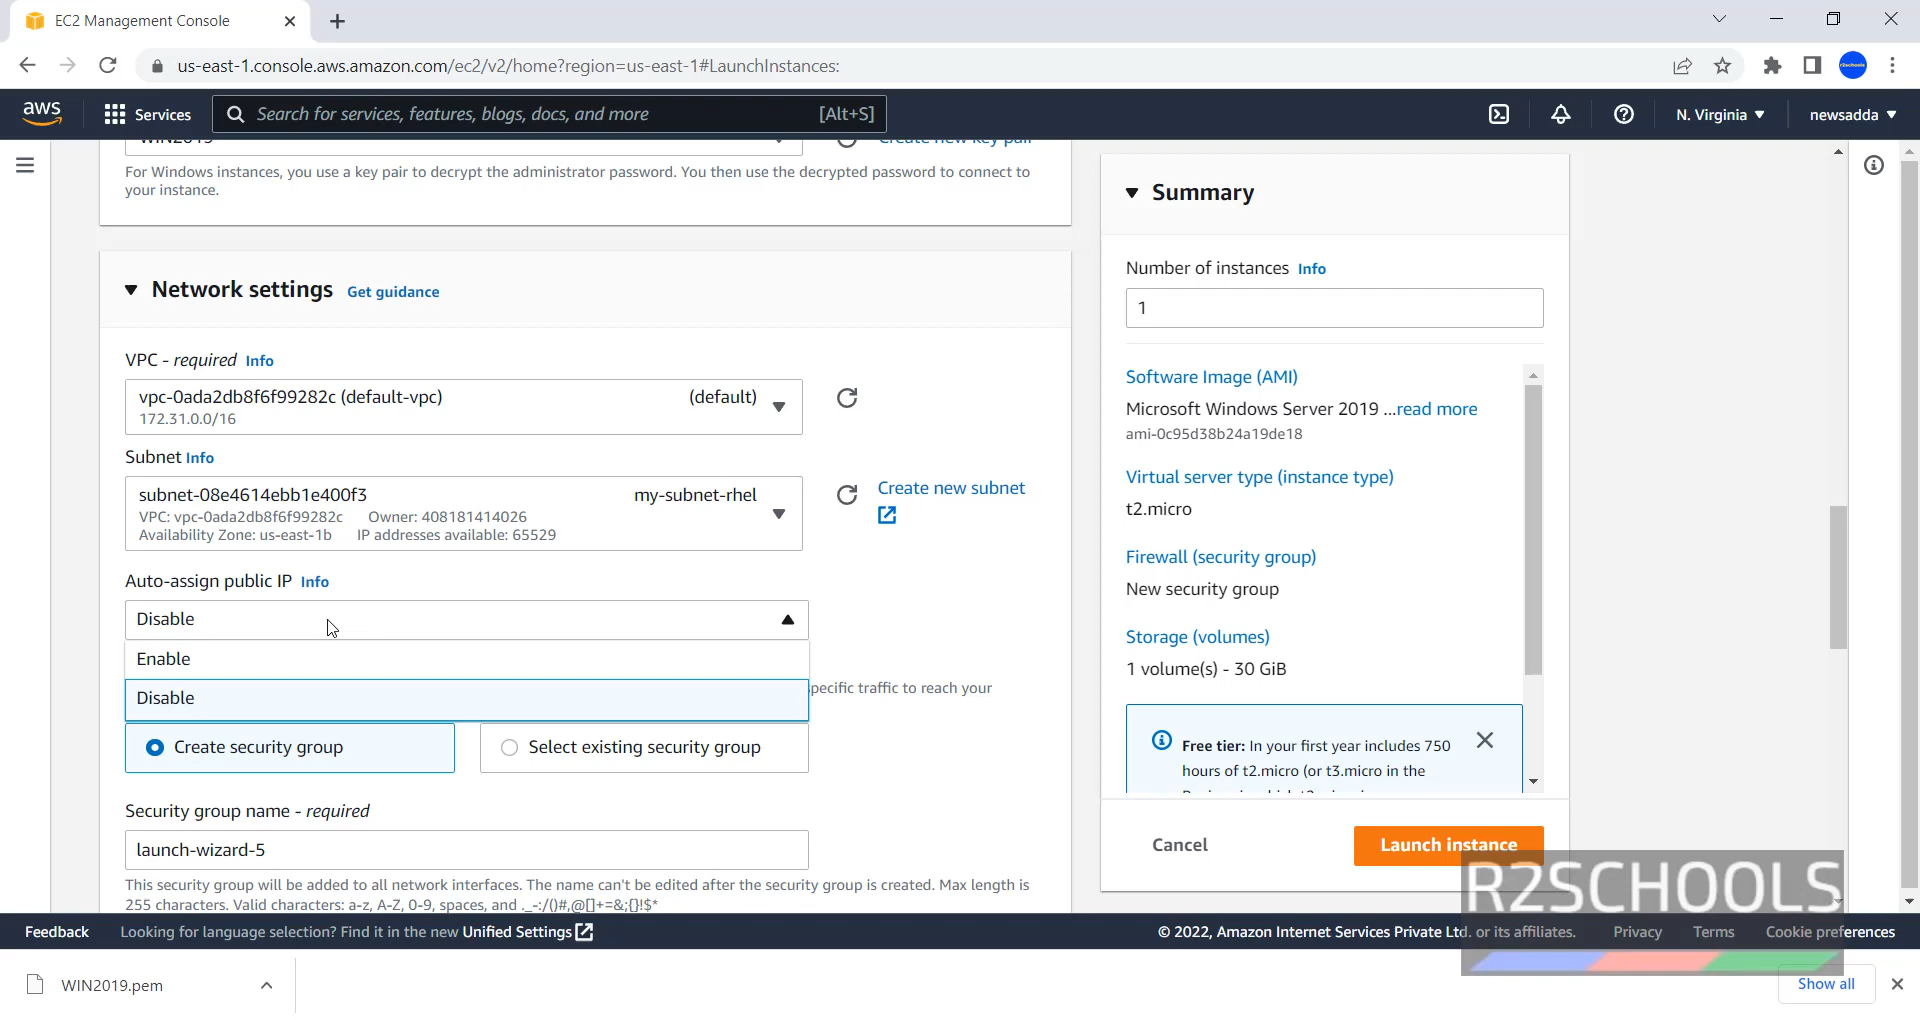 EC2 Management Console
us-east-1.console.aws.amazon.com/ec2/v2/home?region=us-east-1#LaunchInstances:
aws
Services
Search for services, features, blogs, docs, and more
[Alt+S]
N. Virginia
newsadda
For Windows instances, you use a key pair to decrypt the administrator password. You then use the decrypted password to connect to
your instance.
Network settings Get guidance
VPC - required Info
vpc-0ada2db8f6f99282c (default-vpc) (default)
172.31.0.0/16
Subnet Info
subnet-08e4614ebb1e400f3 my-subnet-rhel
VPC: vpc-0ada2db8f6f99282c Owner: 408181414026
Availability Zone: us-east-1b IP addresses available: 65529
Create new subnet
Auto-assign public IP Info
Disable
Enable
Disable
specific traffic to reach your
Create security group
Select existing security group
Security group name - required
launch-wizard-5
This security group will be added to all network interfaces. The name can't be edited after the security group is created. Max length is
255 characters. Valid characters: a-z, A-Z, 0-9, spaces, and ._-:/()#,@[]+=&;{}!$*
Summary
Number of instances Info
1
Software Image (AMI)
Microsoft Windows Server 2019 ...read more
ami-0c95d38b24a19de18
Virtual server type (instance type)
t2.micro
Firewall (security group)
New security group
Storage (volumes)
1 volume(s) - 30 GiB
Free tier: In your first year includes 750
hours of t2.micro (or t3.micro in the
Cancel
Launch instance
R2SCHOOLS
Feedback
Looking for language selection? Find it in the new Unified Settings
© 2022, Amazon Internet Services Private Ltd. or its affiliates.
Privacy
Terms
Cookie preferences
WIN2019.pem
Show all